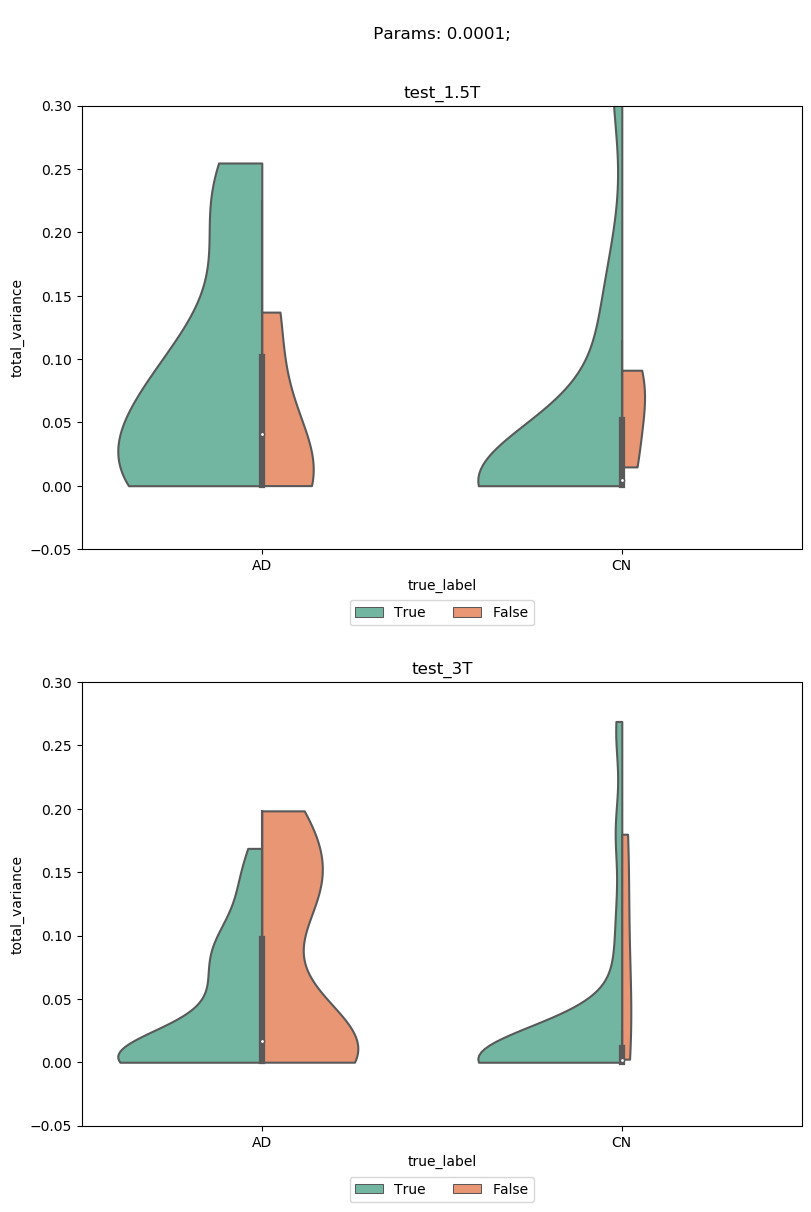 Params: 0.0001;
test_1.5T
0.30
0.25
0.20
0.15
0.10
0.05
0.00
−0.05
total_variance
AD CN
true_label
True False
test_3T
0.30
0.25
0.20
0.15
0.10
0.05
0.00
−0.05
total_variance
AD CN
true_label
True False